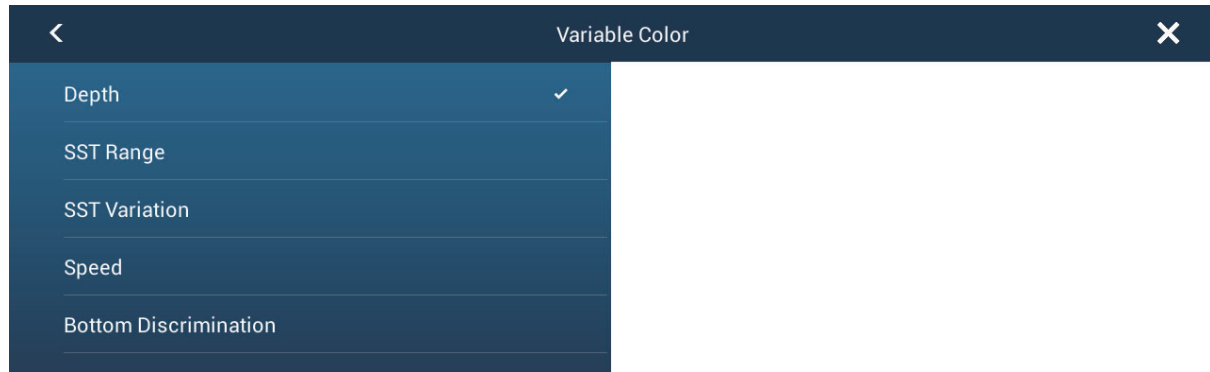 Variable Color
Depth
SST Range
SST Variation
Speed
Bottom Discrimination